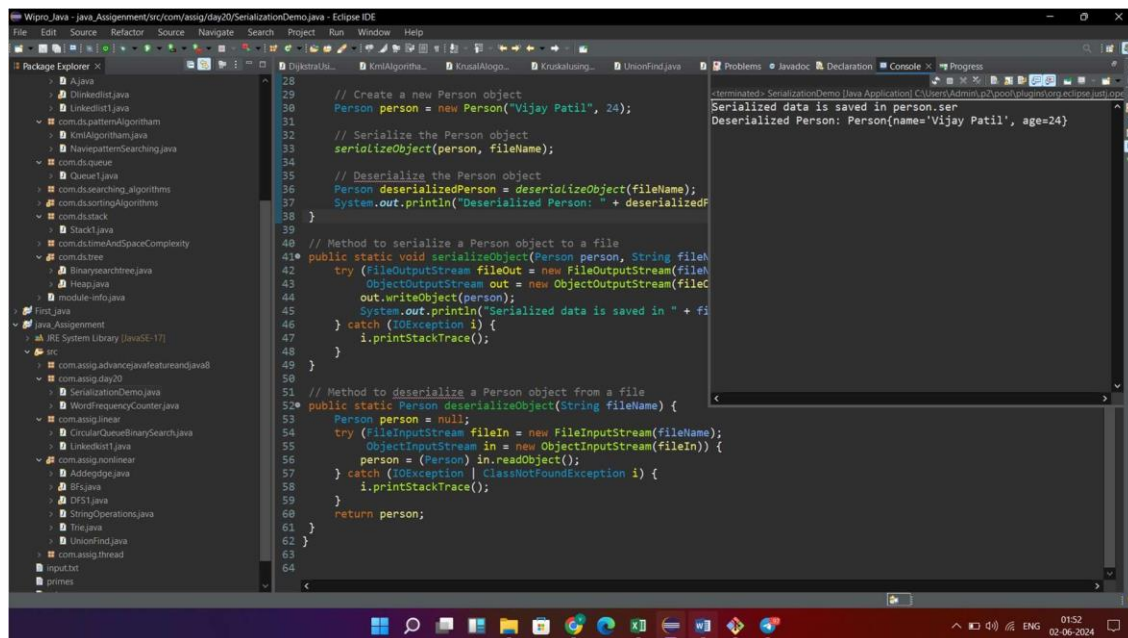 Wipro_Java - java_Assigenment/src/com/assig/day20/SerializationDemo.java - Eclipse IDE
File Edit Source Refactor Source Navigate Search Project Run Window Help
Package Explorer
A.java
Dlinkedlist.java
Linkedlist1.java
com.ds.patternAlgoritham
KmlAlgoritham.java
NaviepatternSearching.java
com.ds.queue
Queue1.java
com.ds.searching_algorithms
com.ds.sortingAlgorithms
com.ds.stack
Stack1.java
com.ds.timeAndSpaceComplexity
com.ds.tree
Binarysearchtree.java
Heap.java
module-info.java
First_java
java_Assigenment
JRE System Library [JavaSE-17]
src
com.assig.advancejavafeatureandjava8
com.assig.day20
SerializationDemo.java
WordFrequencyCounter.java
com.assig.linear
CircularQueueBinarySearch.java
Linkedkist1.java
com.assig.nonlinear
Addegdge.java
BFs.java
DFS1.java
StringOperations.java
Trie.java
UnionFind.java
com.assig.thread
input.txt
primes
DijkstraUsi... KmlAlgoritha... KrusalAlogo... Kruskalusing... UnionFind.java
28
29 // Create a new Person object
30 Person person = new Person("Vijay Patil", 24);
31
32 // Serialize the Person object
33 serializeObject(person, fileName);
34
35 // Deserialize the Person object
36 Person deserializedPerson = deserializeObject(fileName);
37 System.out.println("Deserialized Person: " + deserializedP
38 }
39
40 // Method to serialize a Person object to a file
41 public static void serializeObject(Person person, String fileN
42 try (FileOutputStream fileOut = new FileOutputStream(fileN
43 ObjectOutputStream out = new ObjectOutputStream(fileO
44 out.writeObject(person);
45 System.out.println("Serialized data is saved in " + fi
46 } catch (IOException i) {
47 i.printStackTrace();
48 }
49 }
50
51 // Method to deserialize a Person object from a file
52 public static Person deserializeObject(String fileName) {
53 Person person = null;
54 try (FileInputStream fileIn = new FileInputStream(fileName);
55 ObjectInputStream in = new ObjectInputStream(fileIn)) {
56 person = (Person) in.readObject();
57 } catch (IOException | ClassNotFoundException i) {
58 i.printStackTrace();
59 }
60 return person;
61 }
62 }
63
64
Problems Javadoc Declaration Console Progress
<terminated> SerializationDemo [Java Application] C:\Users\Admin\.p2\pool\plugins\org.eclipse.justj.ope
Serialized data is saved in person.ser
Deserialized Person: Person{name='Vijay Patil', age=24}
ENG
01:52
02-06-2024